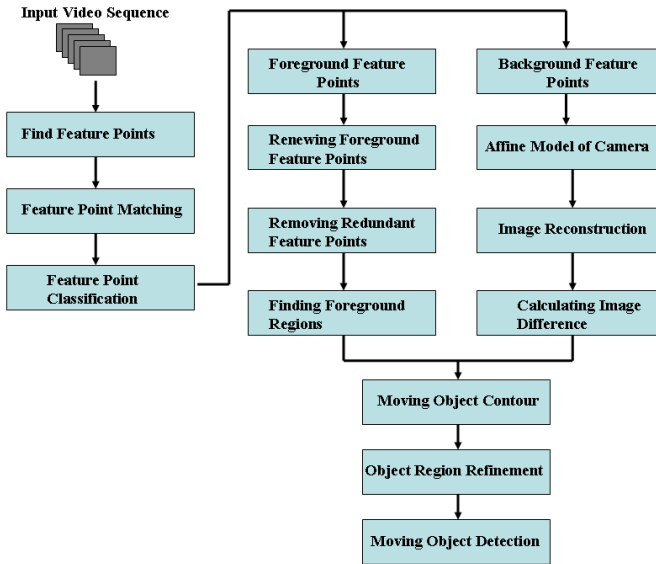 Input Video Sequence
Find Feature Points
Feature Point Matching
Feature Point
Classification
Foreground Feature
Points
Renewing Foreground
Feature Points
Removing Redundant
Feature Points
Finding Foreground
Regions
Background Feature
Points
Affine Model of Camera
Image Reconstruction
Calculating Image
Difference
Moving Object Contour
Object Region Refinement
Moving Object Detection